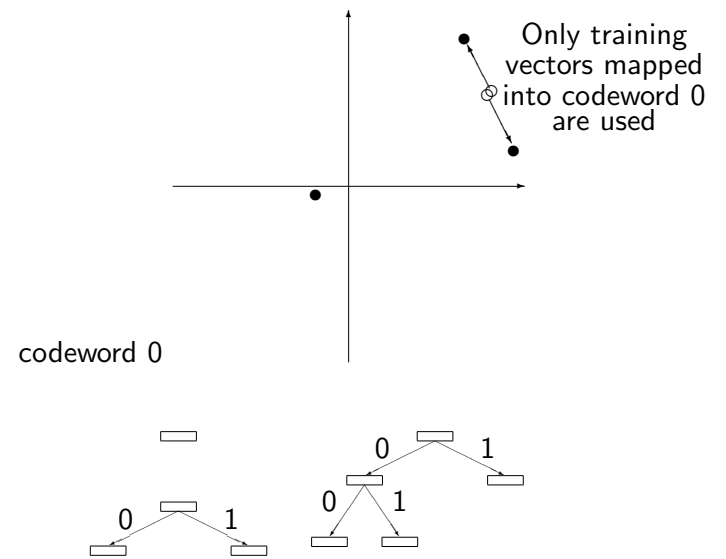 Only training
vectors mapped
into codeword 0
are used
codeword 0
0 1
0 1
0 1